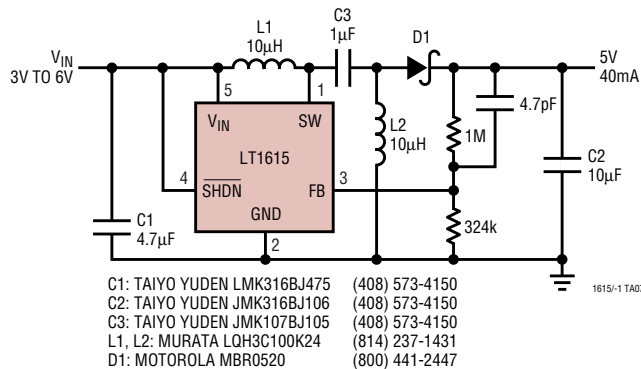 L1
10µH
C3
1µF
D1
VIN
3V TO 6V
5V
40mA
5
1
VIN
SW
4.7pF
1M
L2
10µH
LT1615
C2
10µF
4
SHDN
FB
3
GND
324k
C1
4.7µF
2
C1: TAIYO YUDEN LMK316BJ475 (408) 573-4150
C2: TAIYO YUDEN JMK316BJ106 (408) 573-4150
C3: TAIYO YUDEN JMK107BJ105 (408) 573-4150
L1, L2: MURATA LQH3C100K24 (814) 237-1431
D1: MOTOROLA MBR0520 (800) 441-2447
1615/-1 TA07